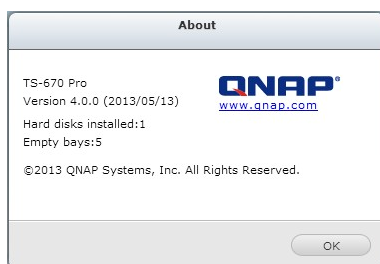 About
TS-670 Pro
Version 4.0.0 (2013/05/13)
QNAP®
www.qnap.com
Hard disks installed:1
Empty bays:5
©2013 QNAP Systems, Inc. All Rights Reserved.
OK